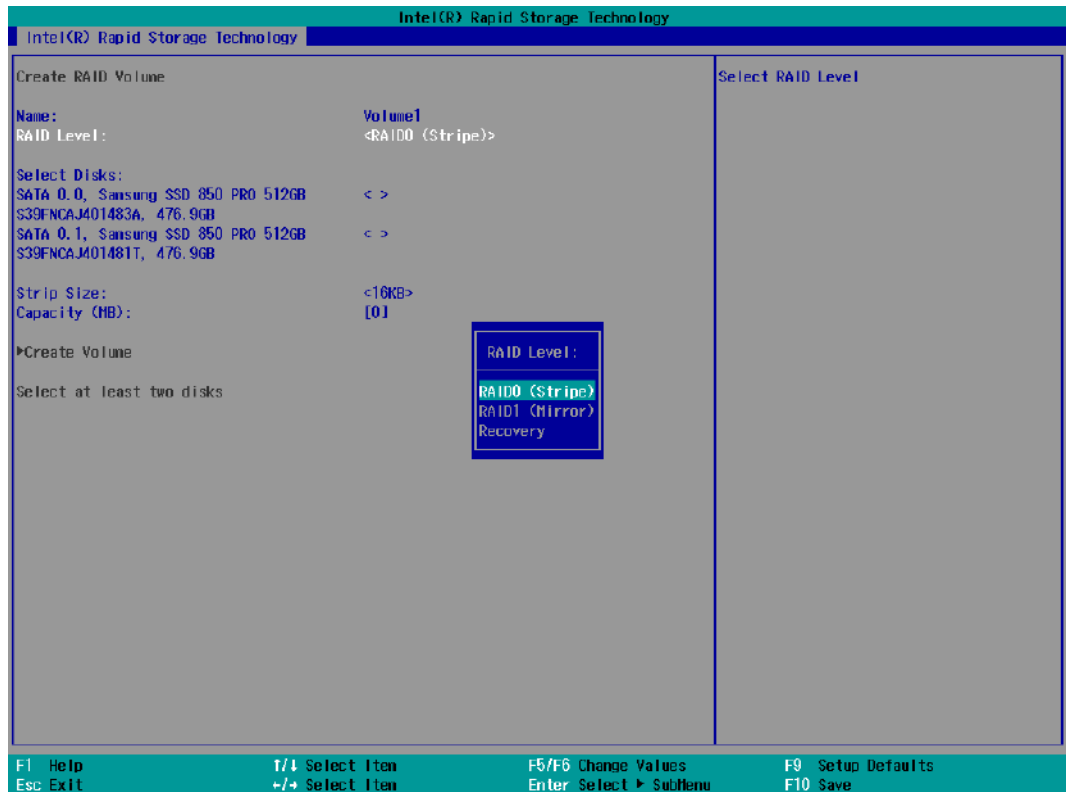 Intel(R) Rapid Storage Technology
Intel(R) Rapid Storage Technology
Create RAID Volume
Select RAID Level
Name: Volume1
RAID Level: <RAID0 (Stripe)>
Select Disks:
SATA 0.0, Samsung SSD 850 PRO 512GB < >
S39FNCAJ401483A, 476.9GB
SATA 0.1, Samsung SSD 850 PRO 512GB < >
S39FNCAJ401481T, 476.9GB
Strip Size: <16KB>
Capacity (MB): [0]
►Create Volume
Select at least two disks
RAID Level:
RAID0 (Stripe)
RAID1 (Mirror)
Recovery
F1 Help ↑/↓ Select Item F5/F6 Change Values F9 Setup Defaults
Esc Exit ←/→ Select Item Enter Select ► SubMenu F10 Save